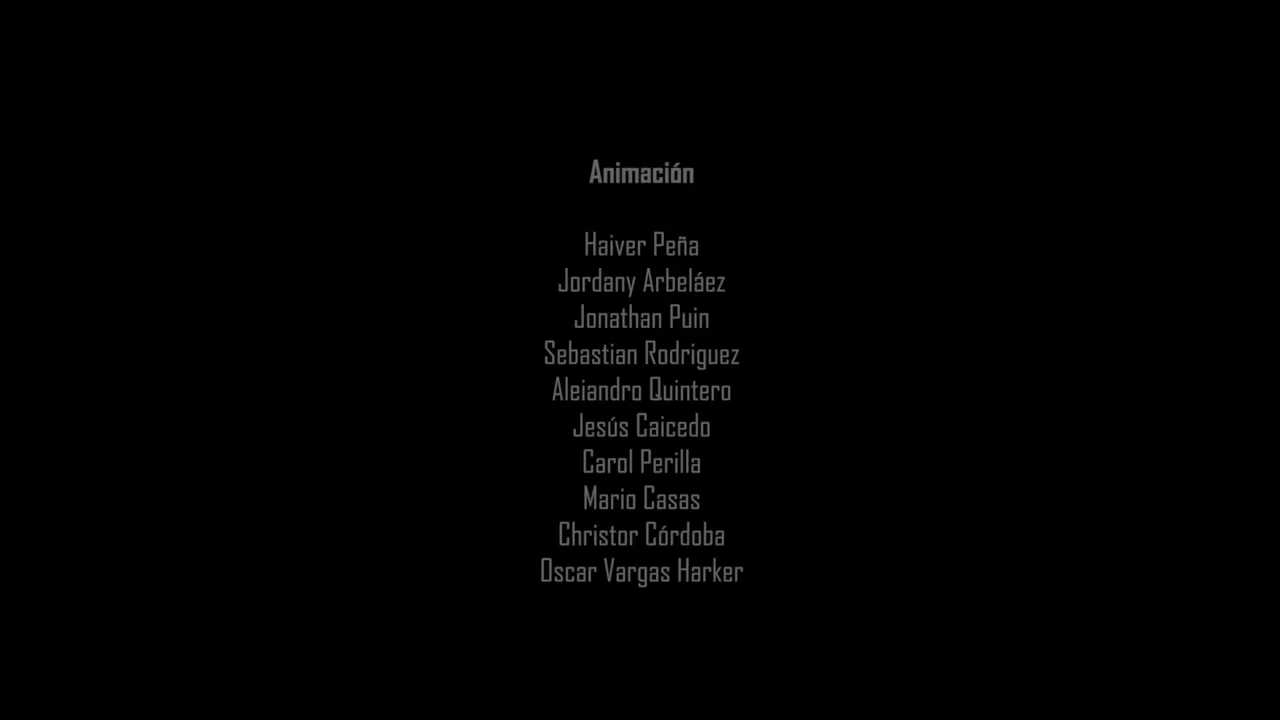 Animación
Haiver Peña
Jordany Arbeláez
Jonathan Puin
Sebastian Rodriguez
Aleiandro Quintero
Jesús Caicedo
Carol Perilla
Mario Casas
Christor Córdoba
Oscar Vargas Harker